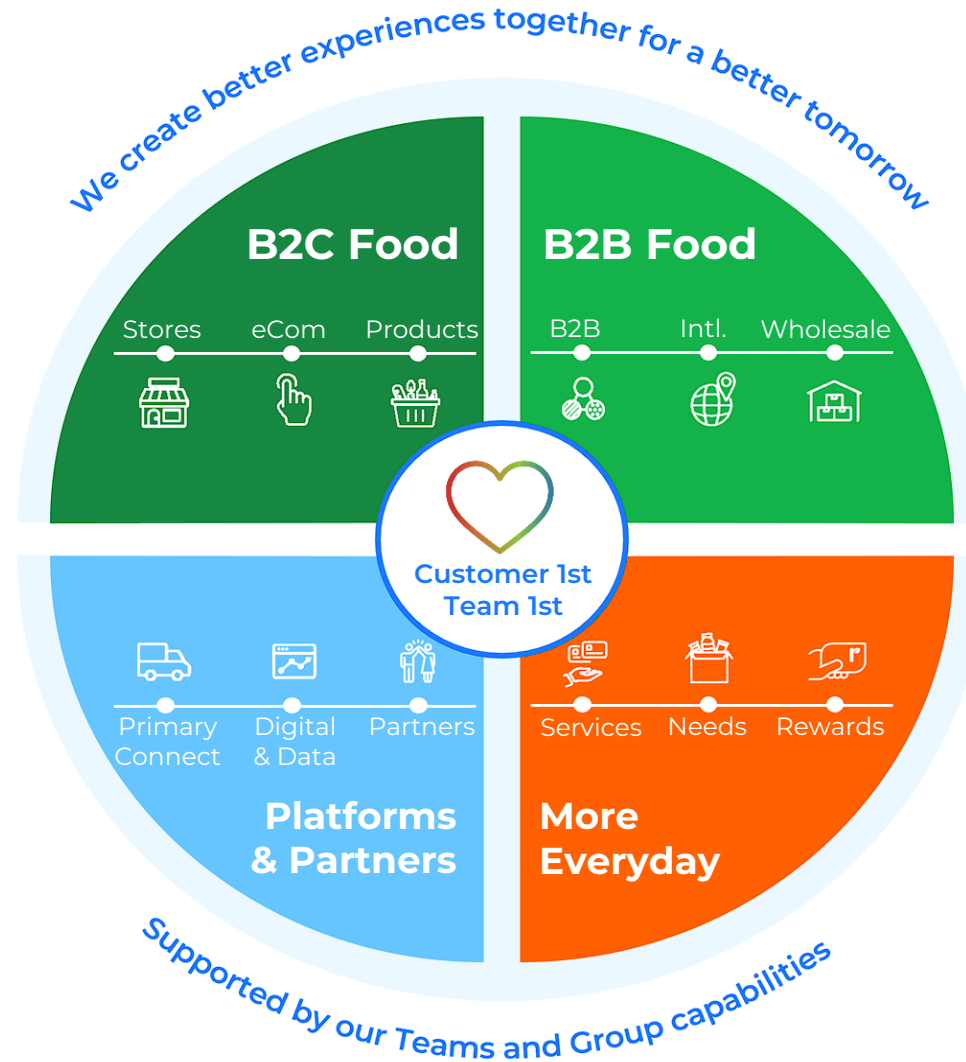 We create better experiences together for a better tomorrow
B2C Food
Stores eCom Products
B2B Food
B2B Intl. Wholesale
Customer 1st
Team 1st
Primary
Connect
Digital
& Data
Partners
Platforms
& Partners
r
Services Needs Rewards
More
Everyday
Supported by our Teams and Group capabilities